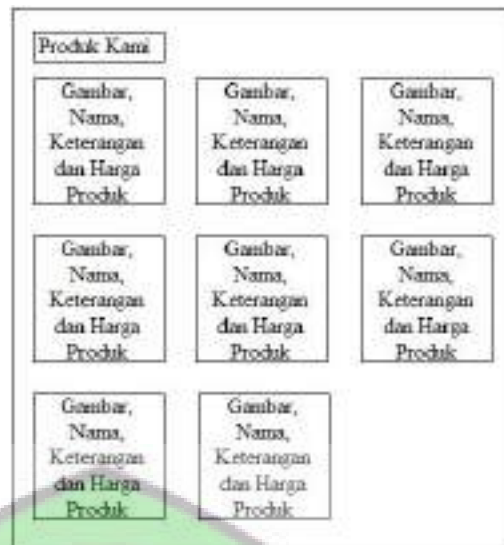 Produk Kami
Gambar,
Nama,
Keterangan
dan Harga
Produk
Gambar,
Nama,
Keterangan
dan Harga
Produk
Gambar,
Nama,
Keterangan
dan Harga
Produk
Gambar,
Nama,
Keterangan
dan Harga
Produk
Gambar,
Nama,
Keterangan
dan Harga
Produk
Gambar,
Nama,
Keterangan
dan Harga
Produk
Gambar,
Nama,
Keterangan
dan Harga
Produk
Gambar,
Nama,
Keterangan
dan Harga
Produk